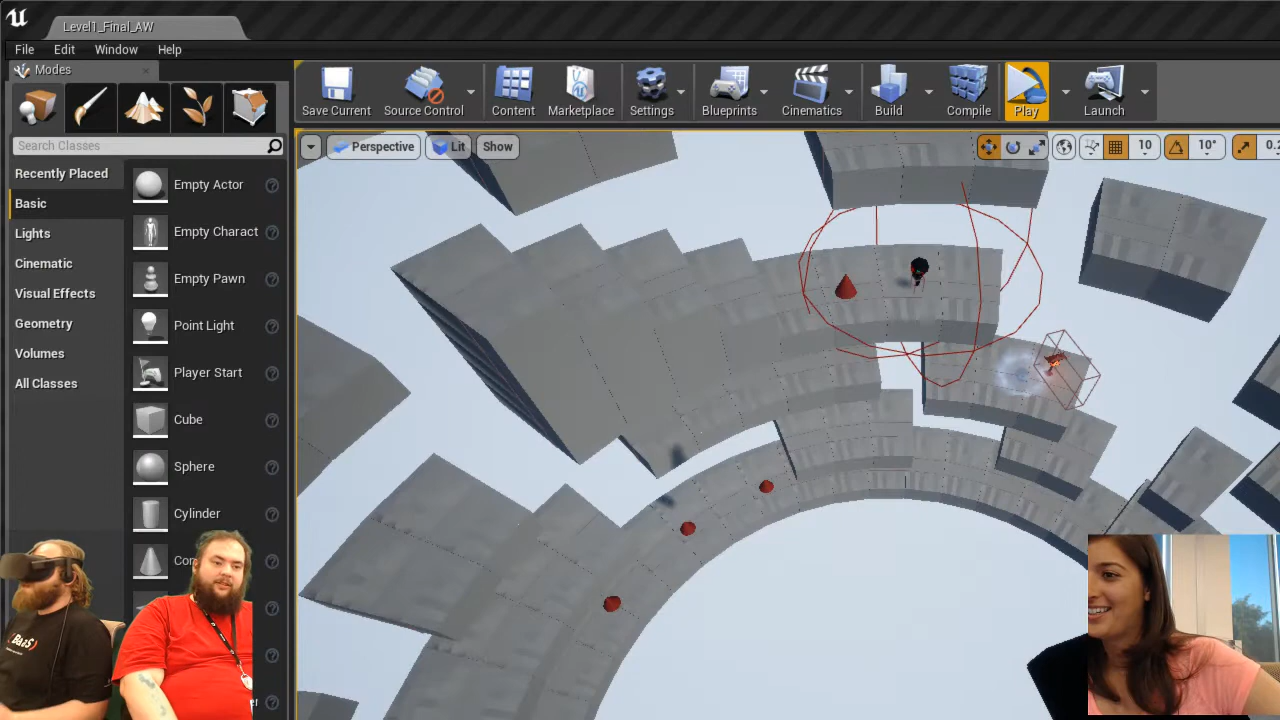 Level1_Final_AW
File Edit Window Help
Modes
Save Current Source Control Content Marketplace Settings Blueprints Cinematics Build Compile Play Launch
Search Classes
Perspective Lit Show 10 10°
Recently Placed
Basic
Lights
Cinematic
Visual Effects
Geometry
Volumes
All Classes
Empty Actor
Empty Charact
Empty Pawn
Point Light
Player Start
Cube
Sphere
Cylinder